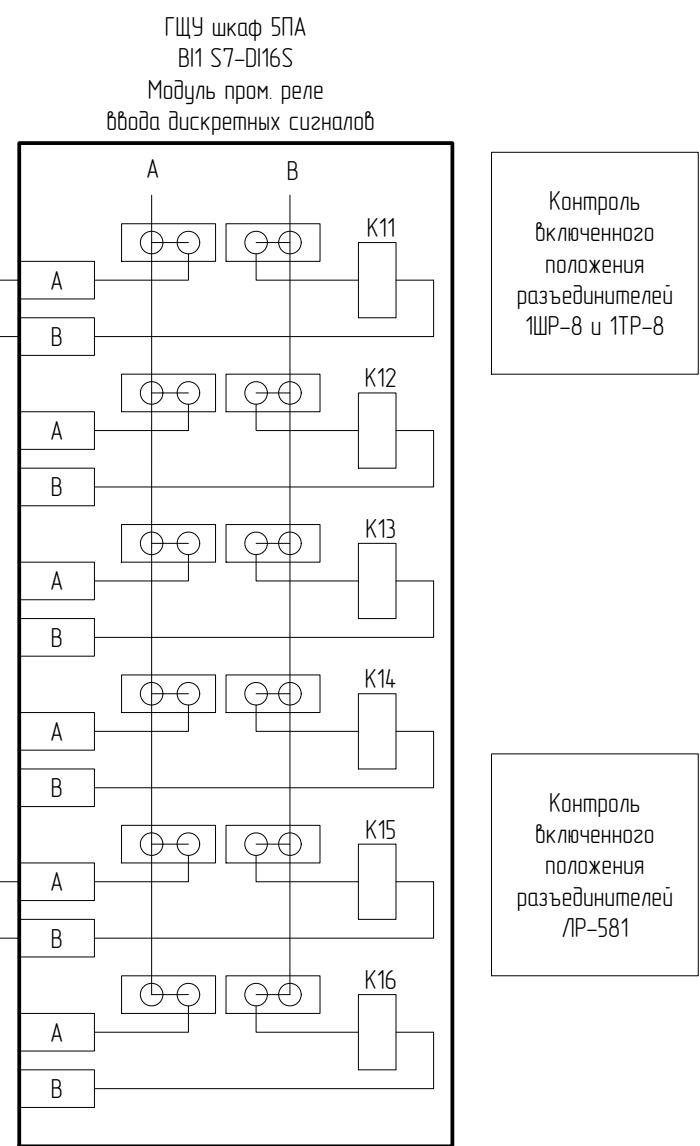 ГЩУ шкаф 5ПА
BI1 S7-DI16S
Модуль пром. реле
ввода дискретных сигналов
A B
K11
A
B
Контроль
включенного
положения
разъединителей
1ШР-8 и 1ТР-8
K12
A
B
K13
A
B
K14
A
B
K15
A
B
Контроль
включенного
положения
разъединителей
ЛР-581
K16
A
B